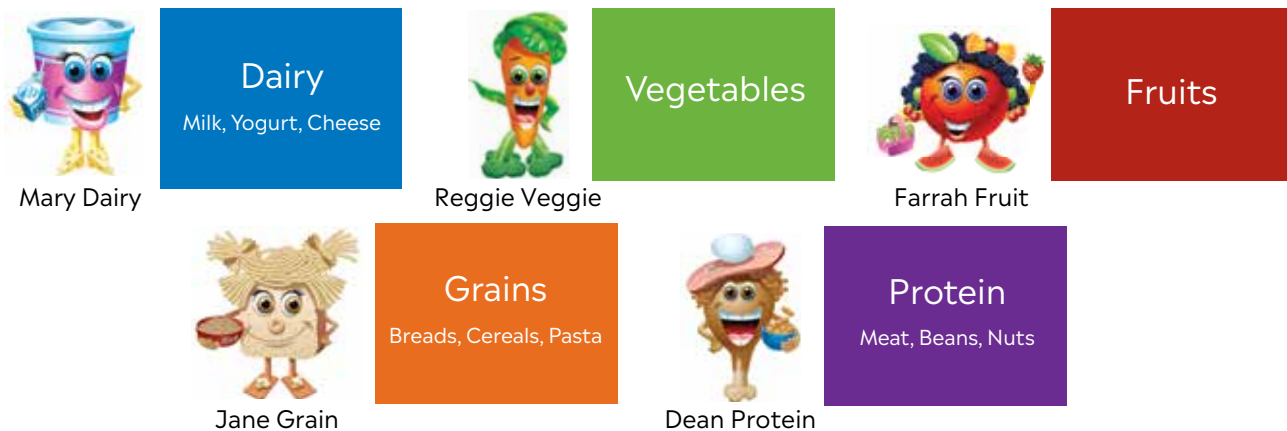 Dairy
Milk, Yogurt, Cheese
Mary Dairy
Vegetables
Reggie Veggie
Fruits
Farrah Fruit
Grains
Breads, Cereals, Pasta
Jane Grain
Protein
Meat, Beans, Nuts
Dean Protein